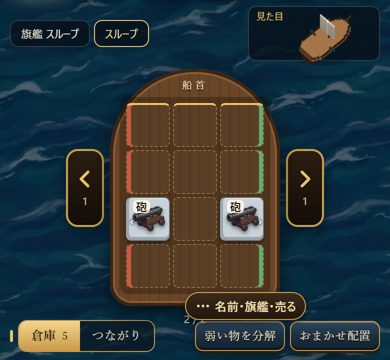 旗艦 スループ
スループ
見た目
船首
1
1
砲
砲
••• 名前・旗艦・売る
倉庫 5
つながり
弱い物を分解
おまかせ配置